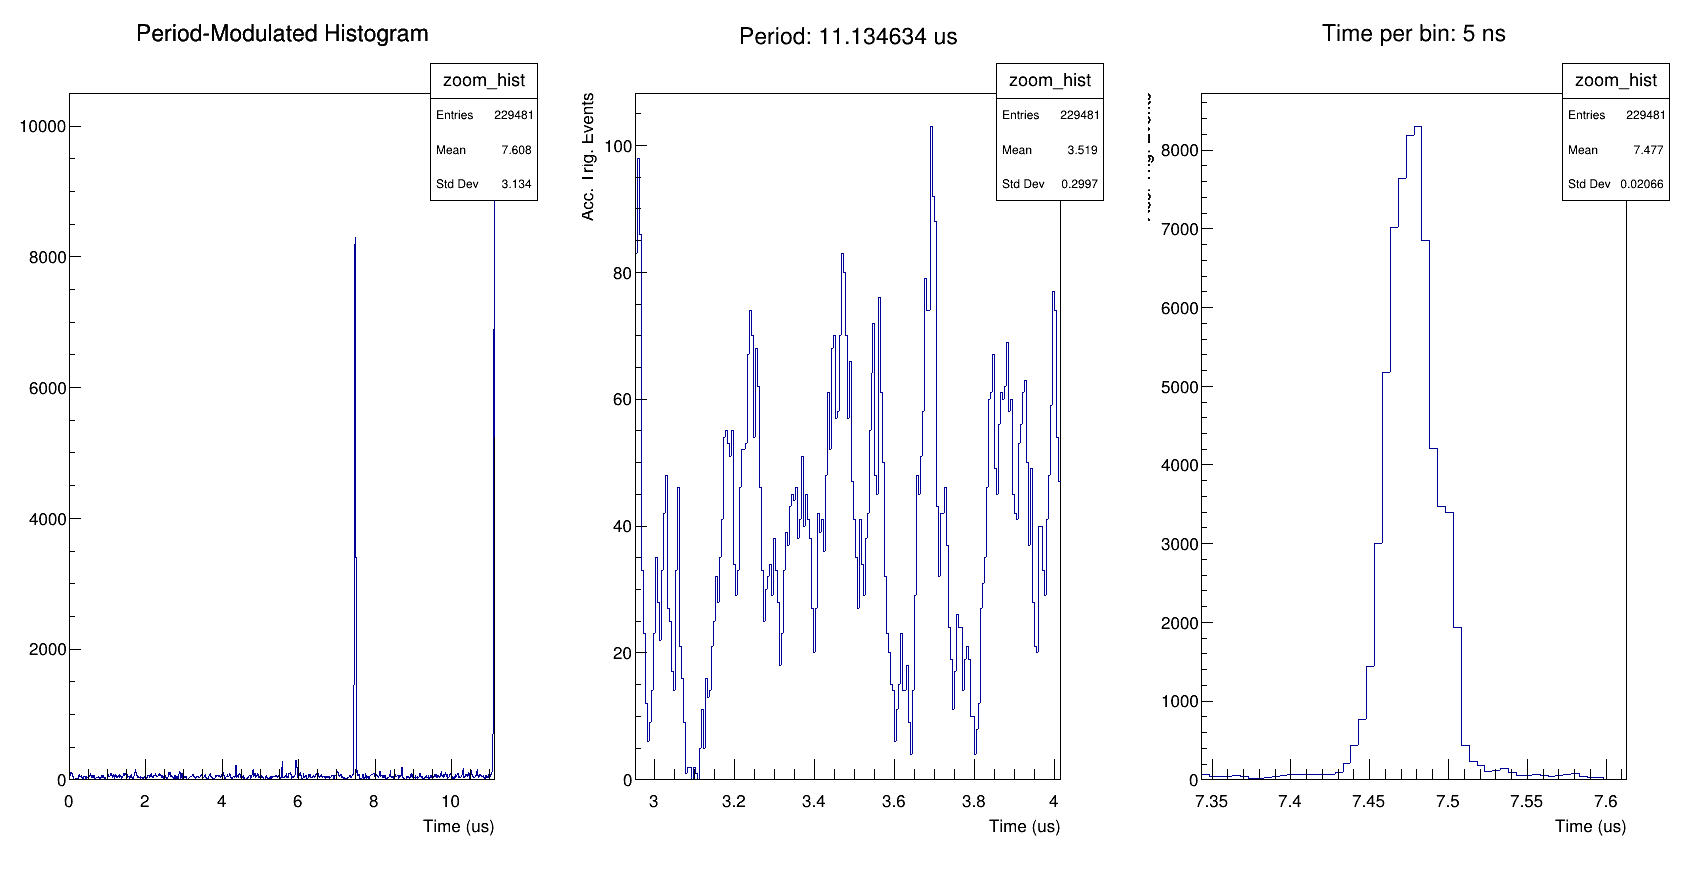 Period-Modulated Histogram
zoom_hist
Entries 229481
Mean 7.608
Std Dev 3.134
10000
8000
6000
4000
2000
0
0 2 4 6 8 10
Time (us)
Period: 11.134634 us
Acc. Trig. Events
zoom_hist
Entries 229481
Mean 3.519
Std Dev 0.2997
100
80
60
40
20
0
3 3.2 3.4 3.6 3.8 4
Time (us)
Time per bin: 5 ns
zoom_hist
Entries 229481
Mean 7.477
Std Dev 0.02066
8000
7000
6000
5000
4000
3000
2000
1000
0
7.35 7.4 7.45 7.5 7.55 7.6
Time (us)